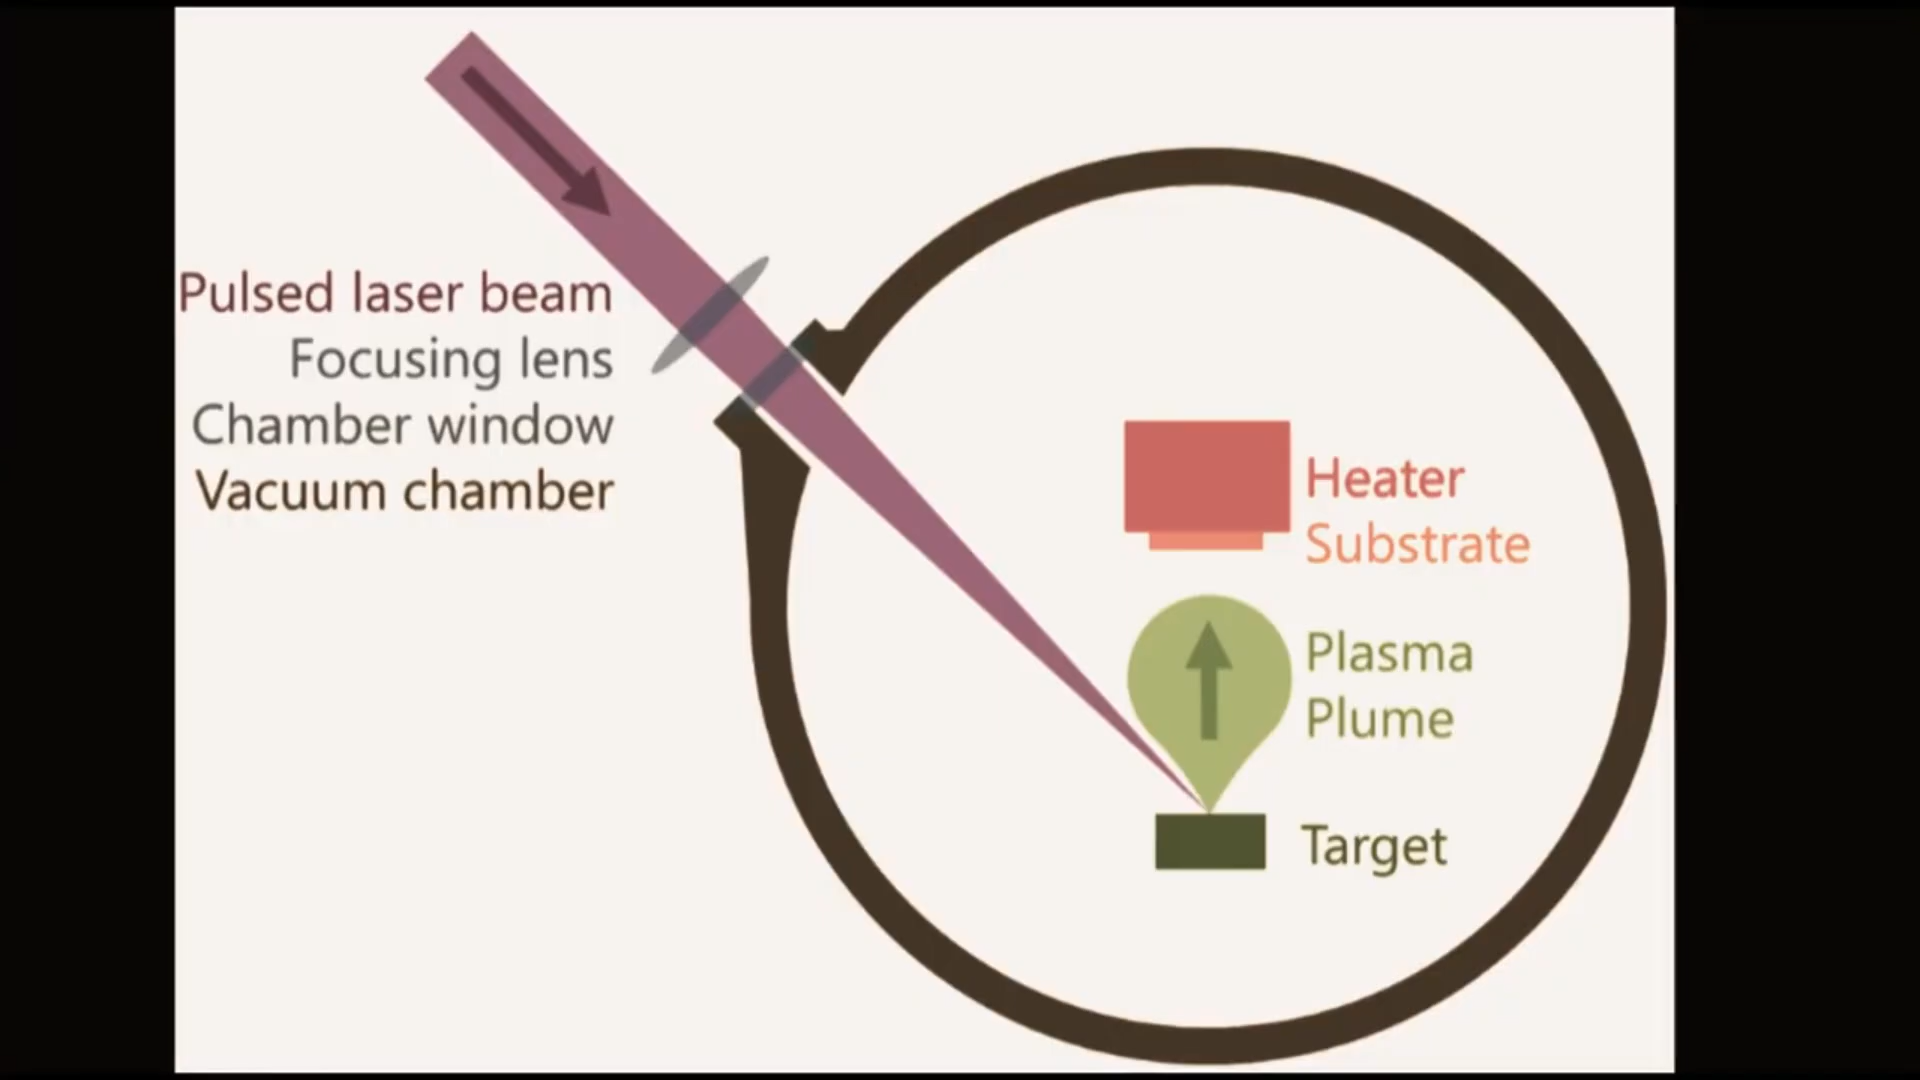 Pulsed laser beam
Focusing lens
Chamber window
Vacuum chamber
Heater
Substrate
Plasma
Plume
Target